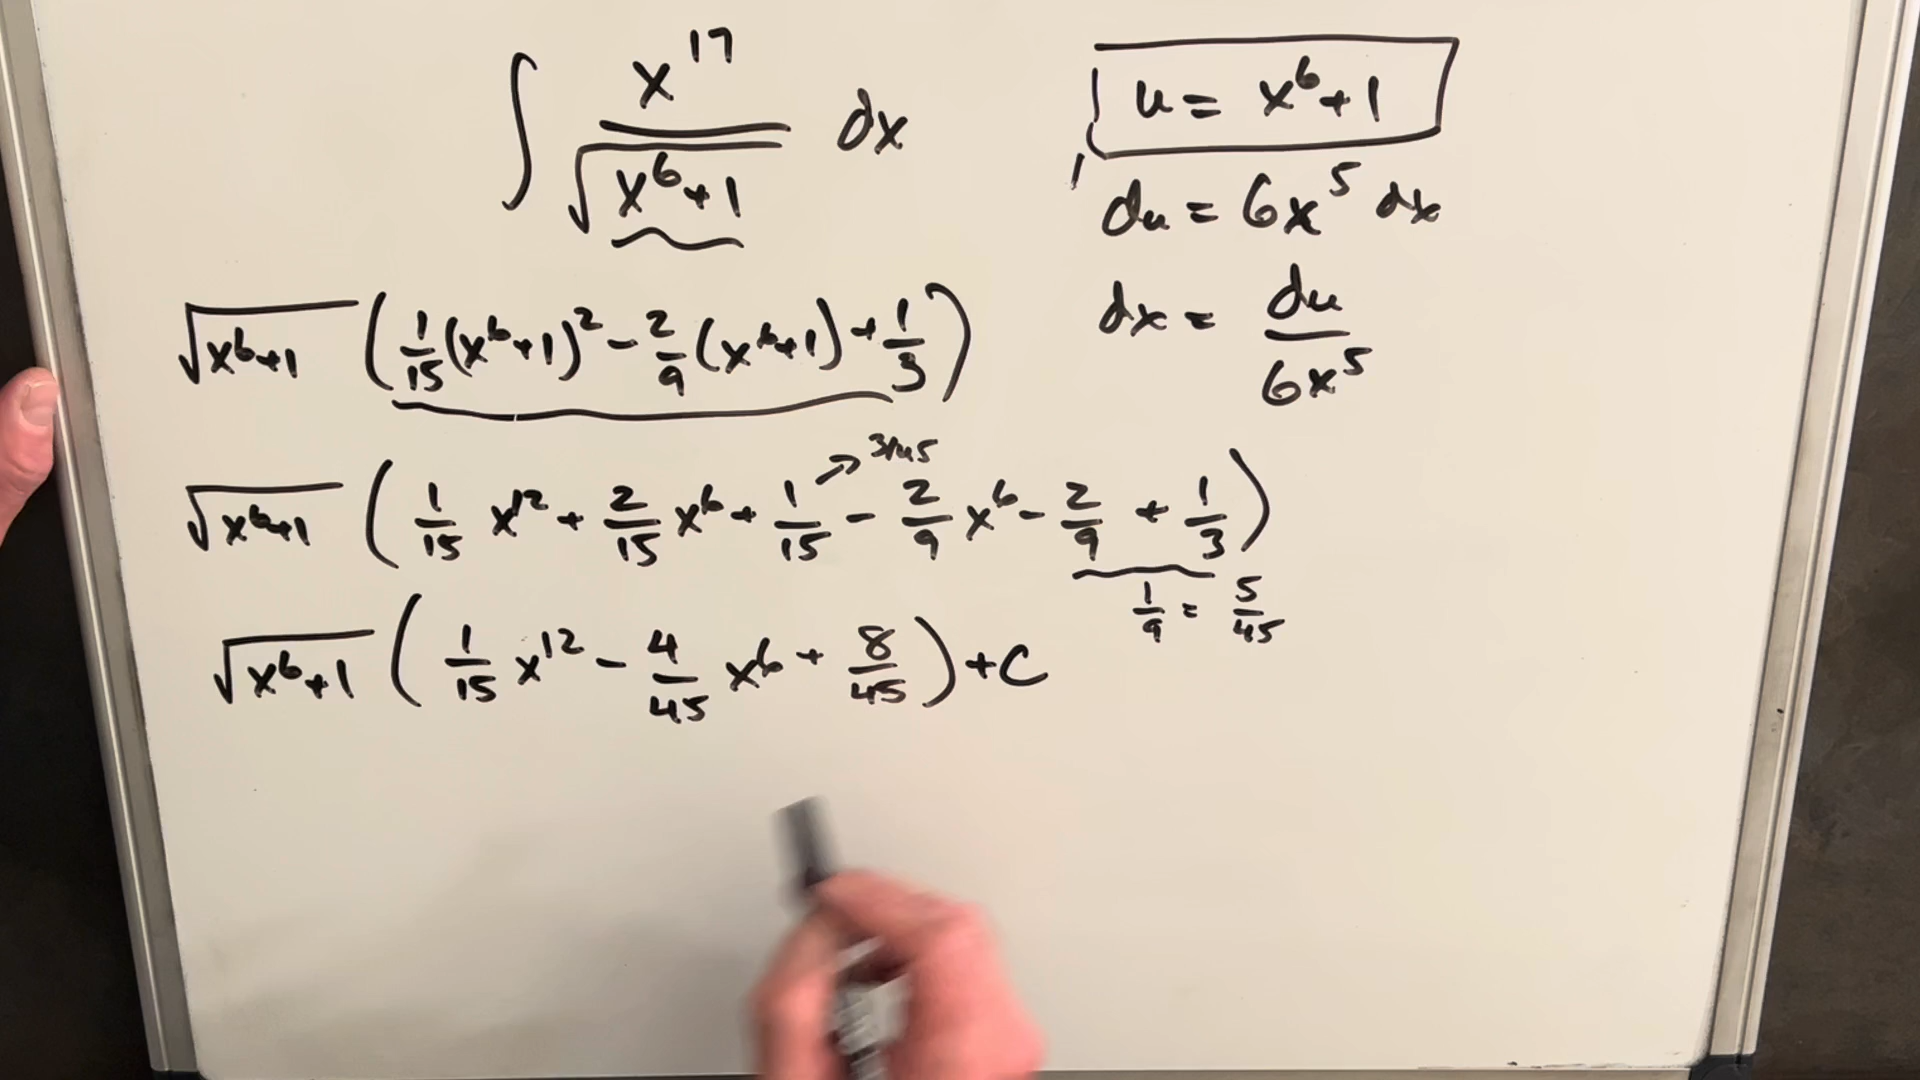 ∫ x^17 / √(x^6+1) dx
u = x^6+1
du = 6x^5 dx
dx = du / 6x^5
√(x^6+1) (1/15 (x^6+1)^2 - 2/9 (x^6+1) + 1/3)
→ 3/45
√(x^6+1) (1/15 x^12 + 2/15 x^6 + 1/15 - 2/9 x^6 - 2/9 + 1/3)
1/9 = 5/45
√(x^6+1) (1/15 x^12 - 4/45 x^6 + 8/45) + C